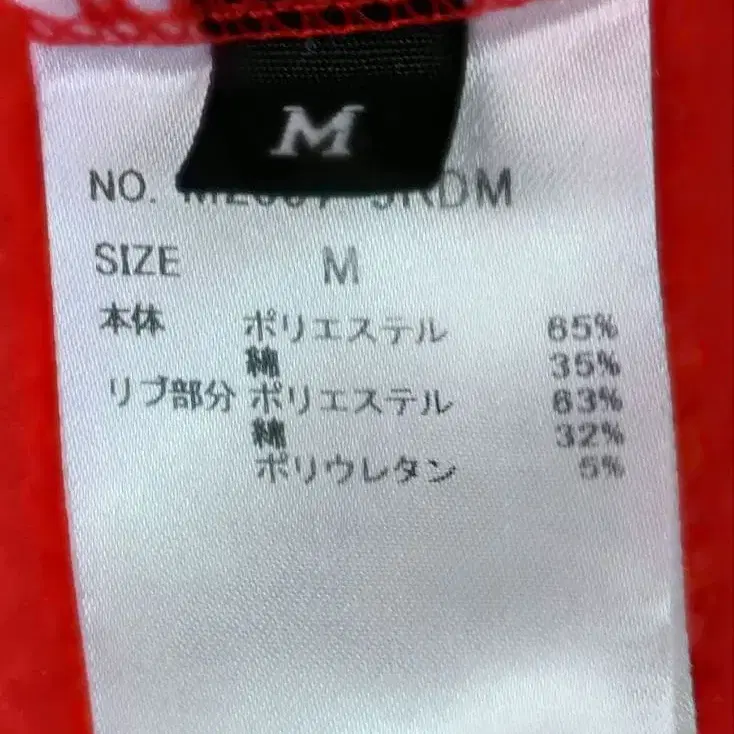 M
NO.
SIZE M
本体 ポリエステル 65%
綿 35%
リブ部分 ポリエステル 63%
綿 32%
ポリウレタン 5%